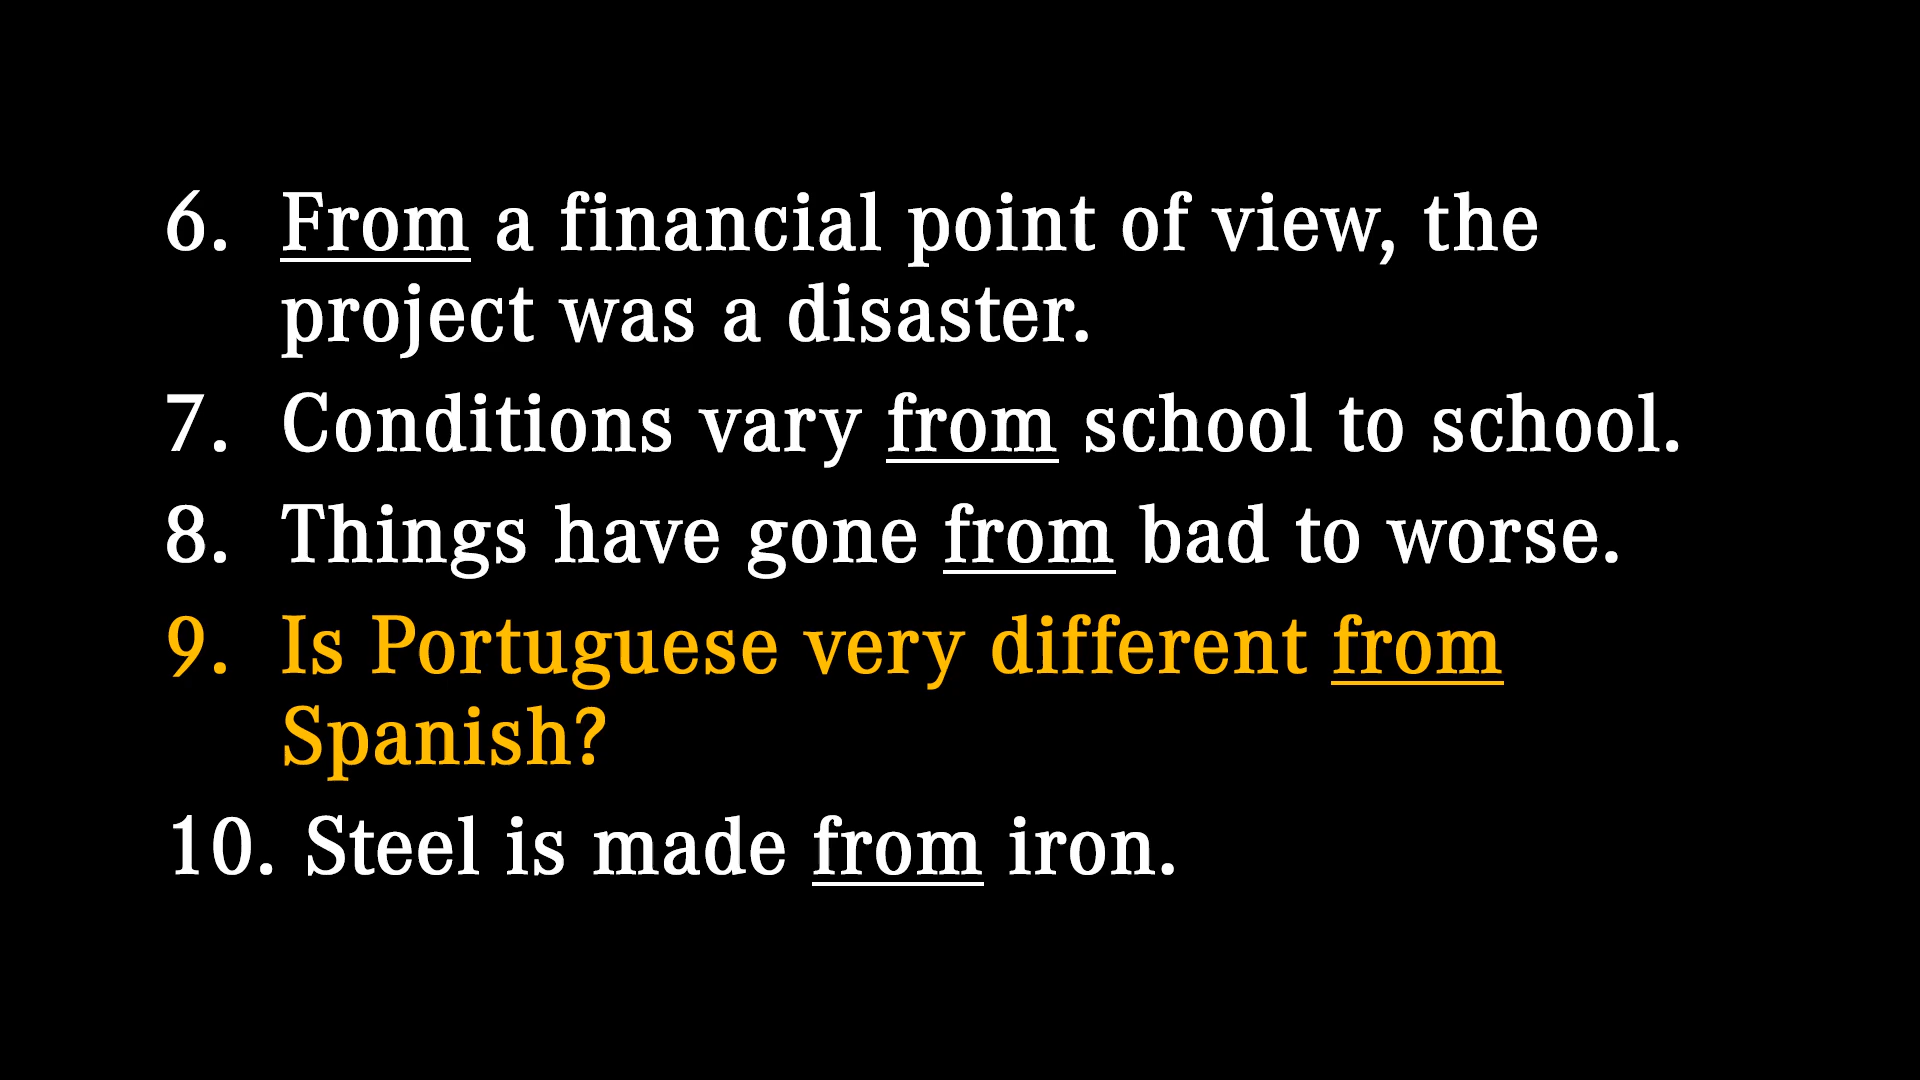 6. From a financial point of view, the
project was a disaster.
7. Conditions vary from school to school.
8. Things have gone from bad to worse.
9. Is Portuguese very different from
Spanish?
10. Steel is made from iron.